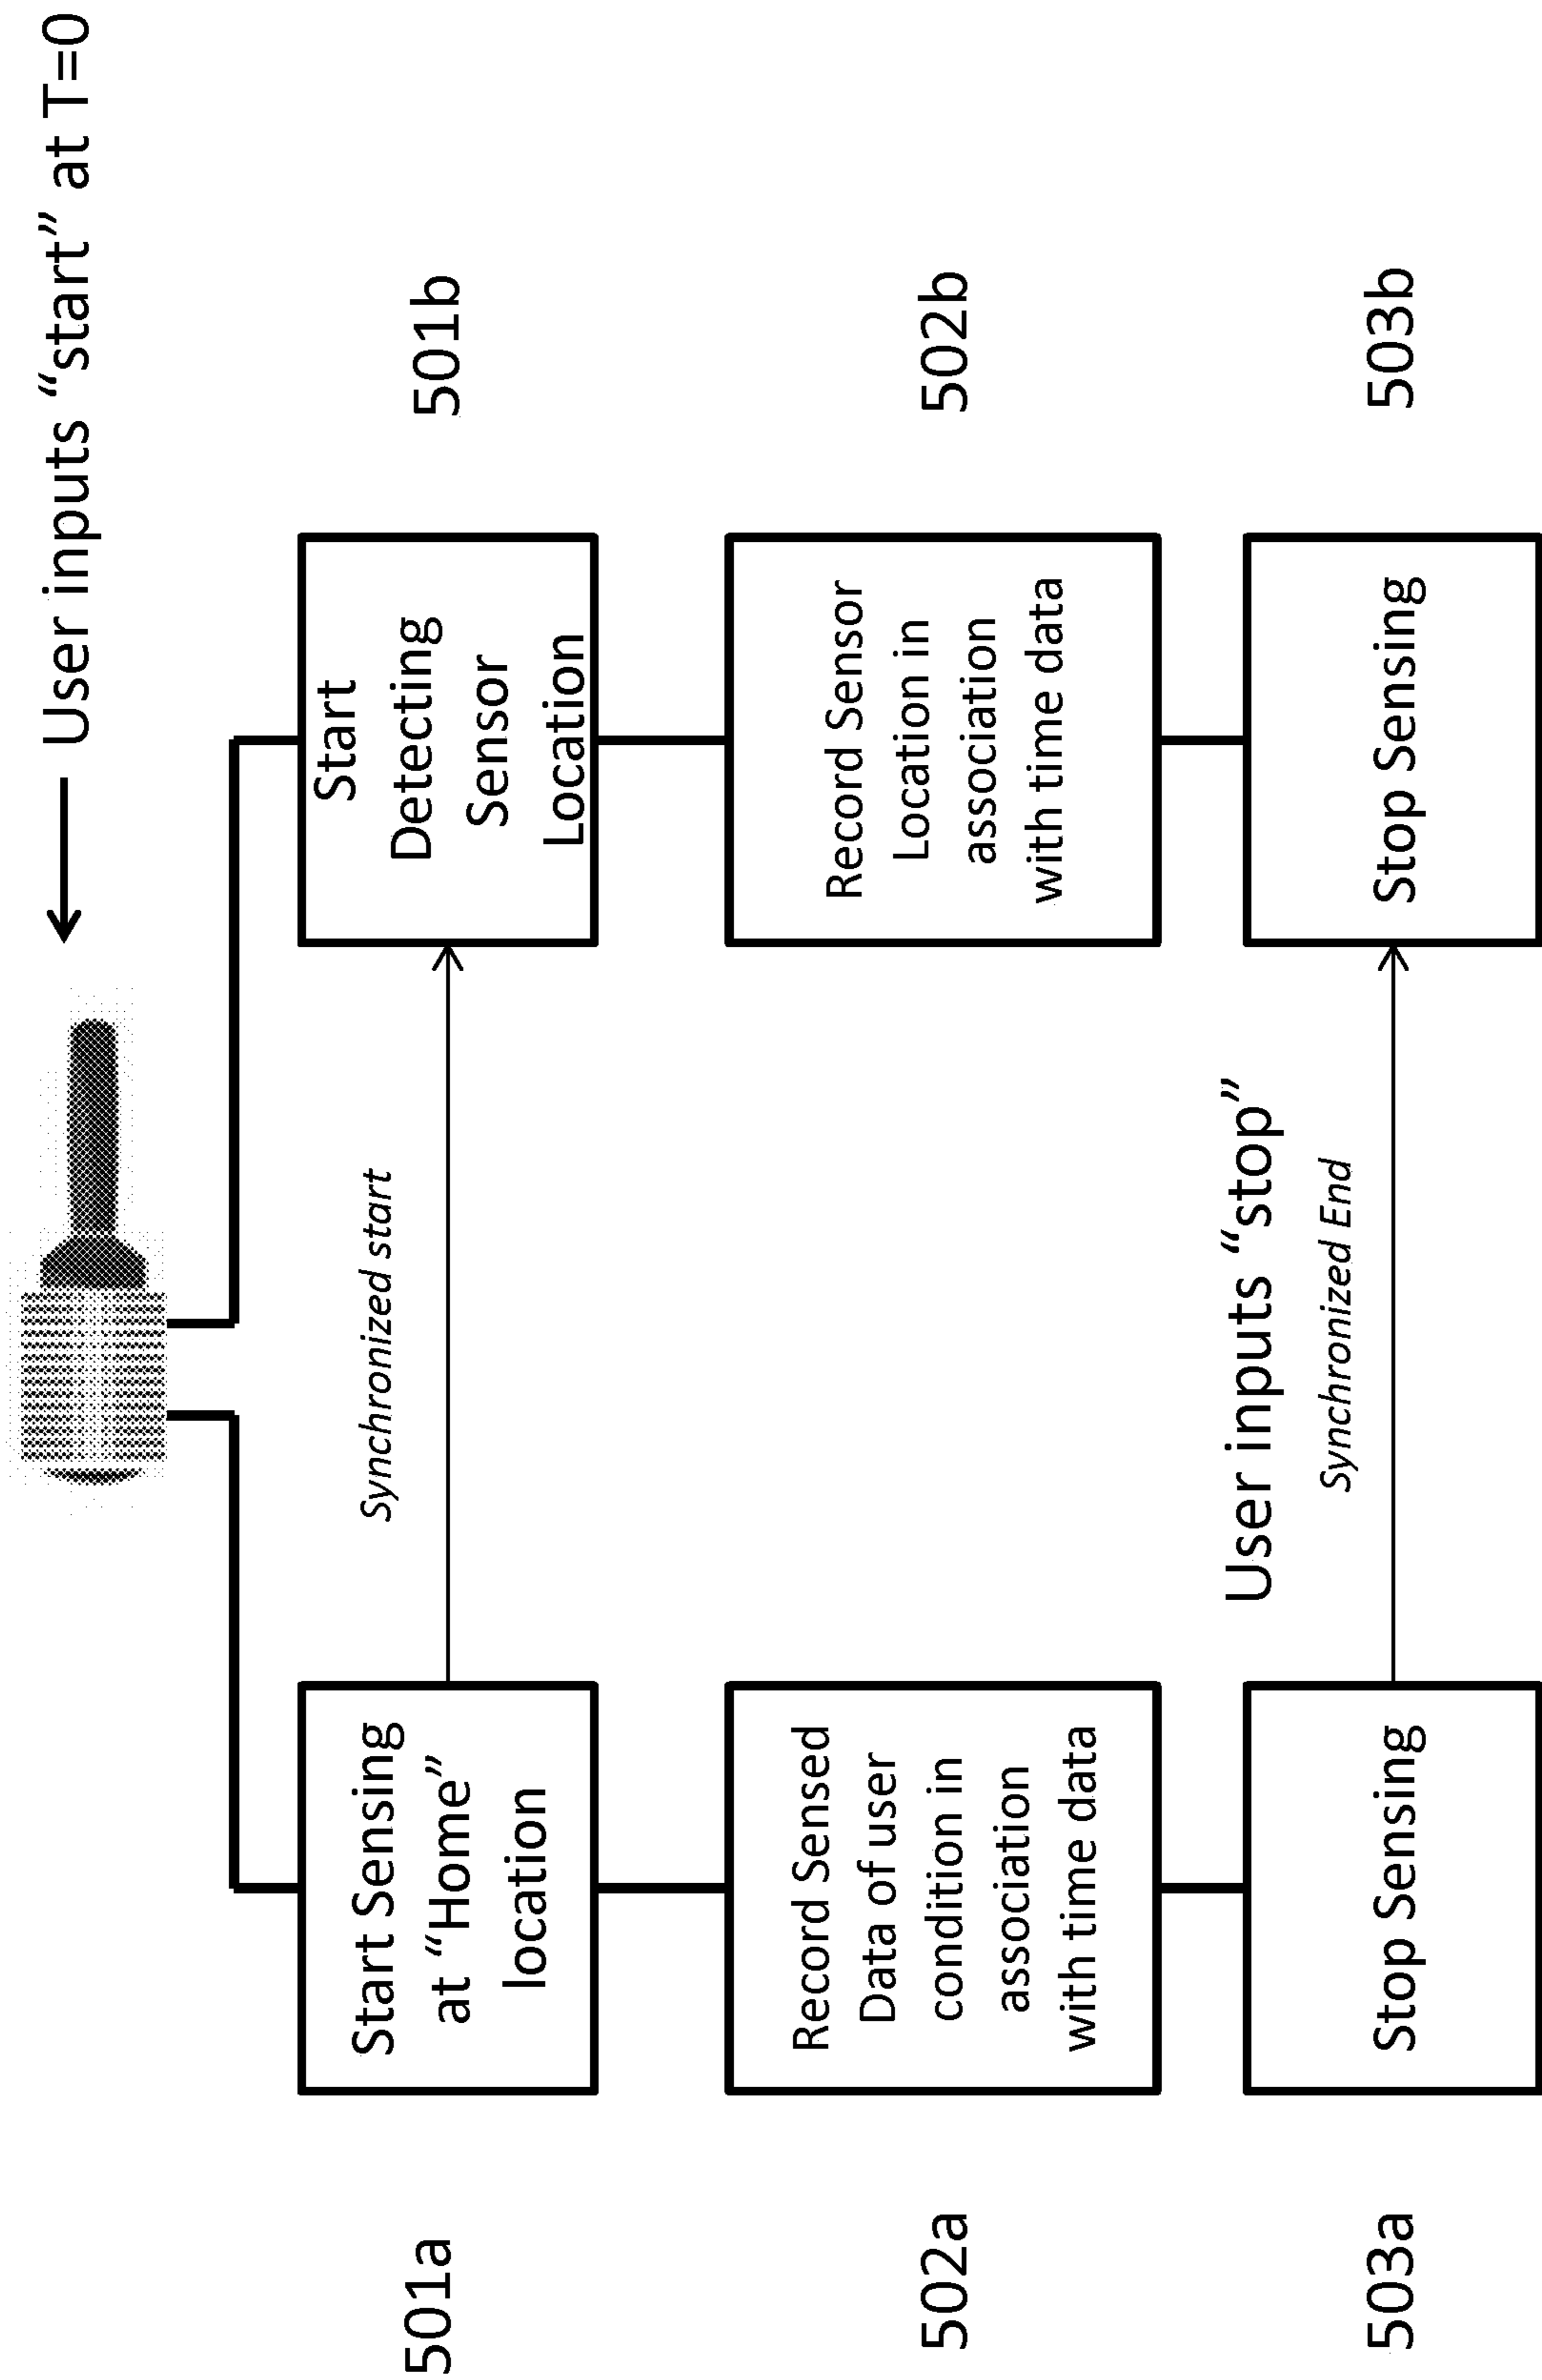 User inputs “start” at T=0
501a
Start Sensing
at “Home”
location
Synchronized start
Start
Detecting
Sensor
Location
501b
502a
Record Sensed
Data of user
condition in
association
with time data
Record Sensor
Location in
association
with time data
502b
User inputs “stop”
Synchronized End
503a
Stop Sensing
Stop Sensing
503b